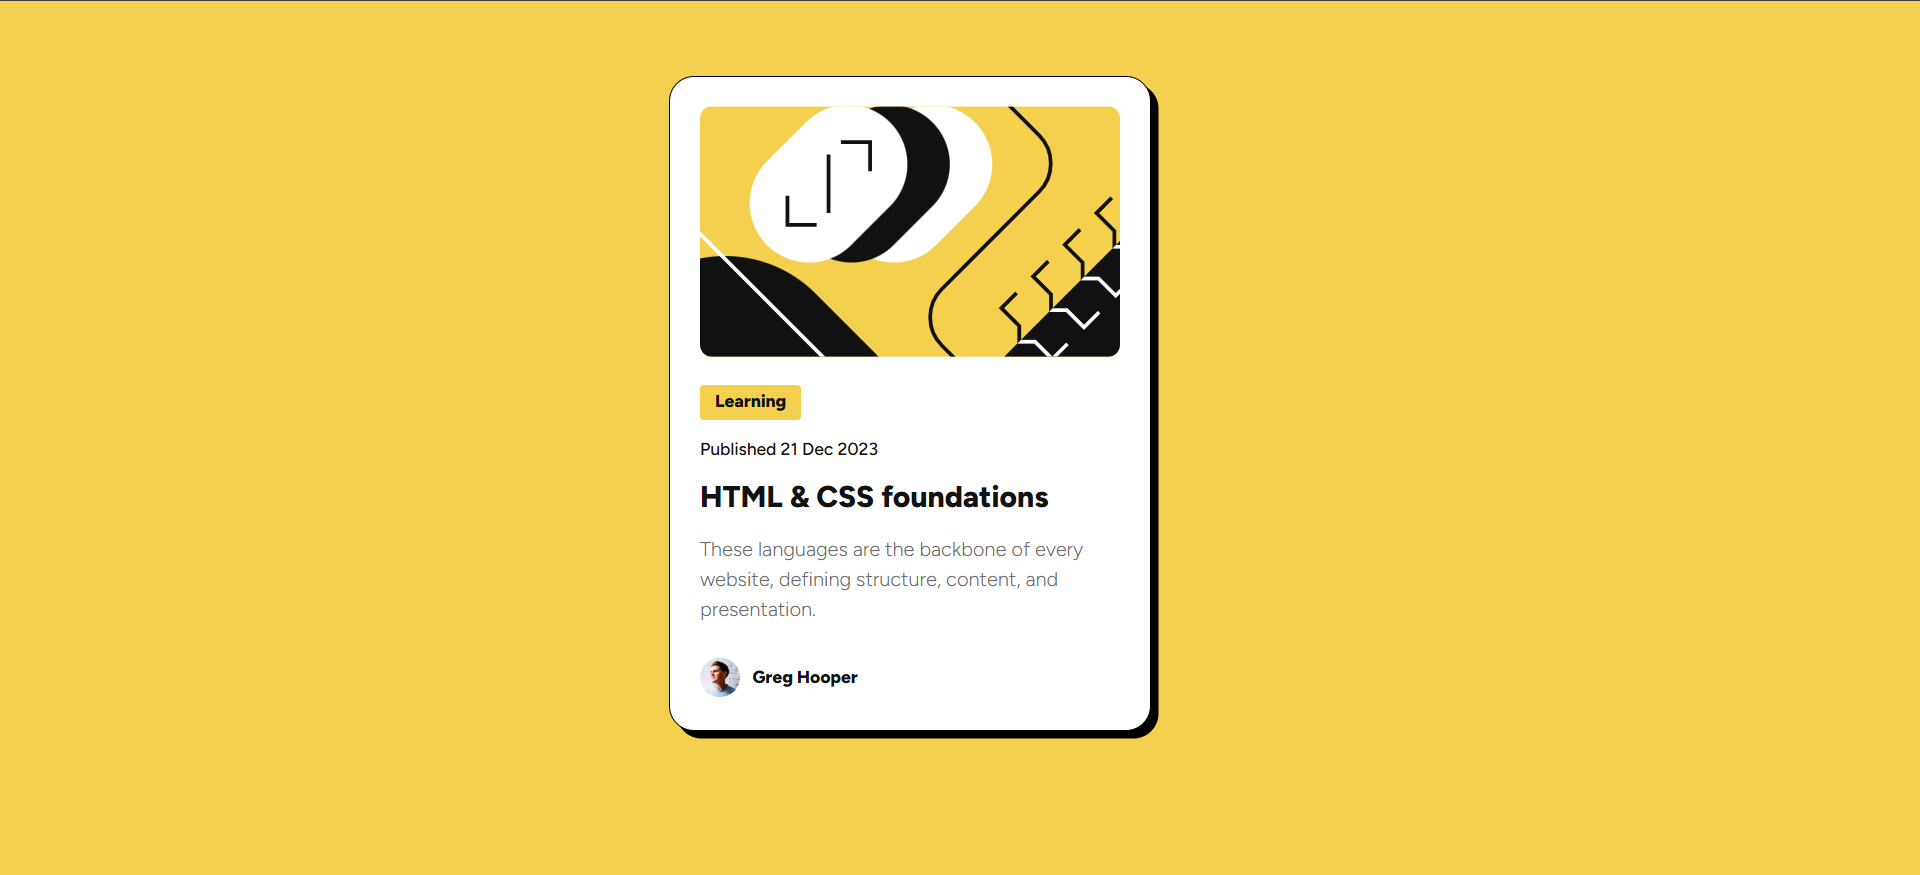 Learning
Published 21 Dec 2023
HTML & CSS foundations
These languages are the backbone of every
website, defining structure, content, and
presentation.
Greg Hooper